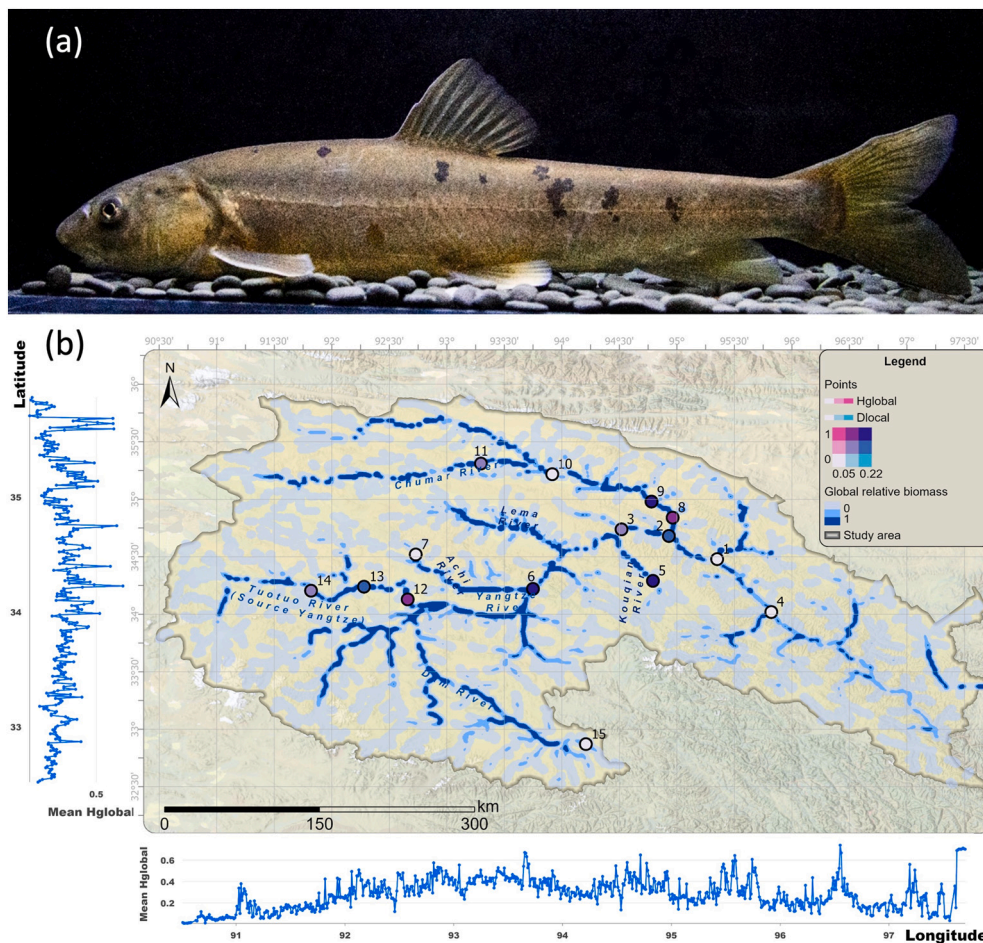 (a)
(b)
Latitude
35
34
33
0.5
Mean Hglobal
90°30'
91°
91°30'
92°
92°30'
93°
93°30'
94°
94°30'
95°
95°30'
96°
96°30'
97°
97°30'
36°
35°30'
35°
34°30'
34°
33°30'
33°
32°30'
N
Legend
Points
Hglobal
Dlocal
1
0
0.05 0.22
Global relative biomass
0
1
Study area
11
10
Chumar River
9
8
Lema River
3
2
7
1
Achi River
14
13
12
6
5
Kouqian River
4
Tuotuo River
(Source Yangtze)
Yangtze River
Dam River
15
km
0 150 300
Mean Hglobal
0.6
0.4
0.2
91 92 93 94 95 96 97
Longitude